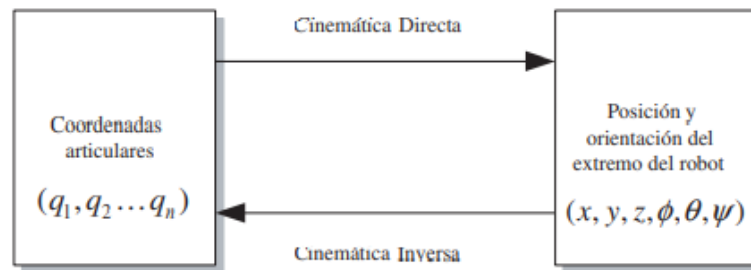 Cinemática Directa
Coordenadas
articulares
(q₁, q₂ … qₙ)
Posición y
orientación del
extremo del robot
(x, y, z, ϕ, θ, ψ)
Cinemática Inversa